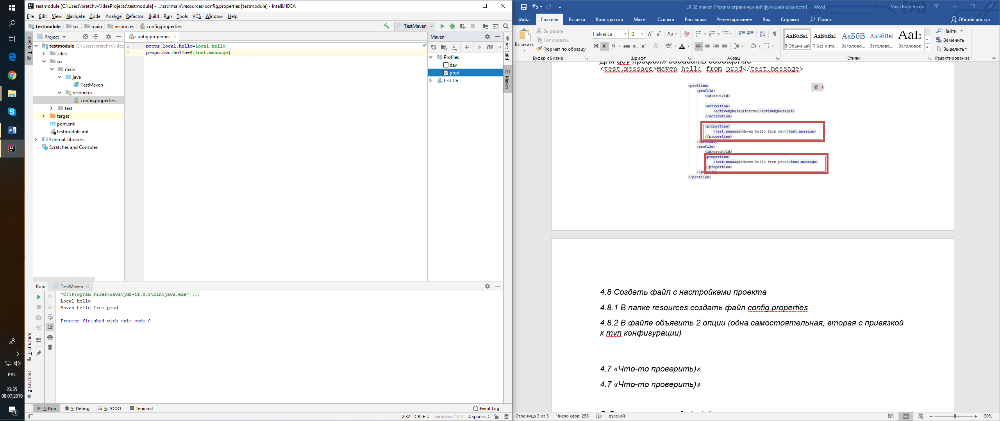 testmodule [C:\Users\bratchvv\IdeaProjects\testmodule] - ...\src\main\resources\config.properties [testmodule] - IntelliJ IDEA
File Edit View Navigate Code Analyze Refactor Build Run Tools VCS Window Help
testmodule src main resources config.properties TestMaven
1: Project
Project
testmodule C:\Users\bratchvv\Idea
.idea
src
main
java
TestMaven
resources
config.properties
test
target
pom.xml
testmodule.iml
External Libraries
Scratches and Consoles
config.properties
1 props.local.hello=Local hello
2 props.mvn.hello=${test.message}
Maven
Profiles
dev
prod
test-lib
Ant Build
Maven
Run: TestMaven
"C:\Program Files\Java\jdk-11.0.2\bin\java.exe" ...
Local hello
Maven hello from prod
Process finished with exit code 0
7: Structure
2: Favorites
4: Run 5: Debug 6: TODO Terminal Event Log
2:32 CRLF windows-1251 4 spaces
РУС
23:35
08.07.2019
1
LR 32 maven [Режим ограниченной функциональности] - Word Vova Bratchikov
Файл Главная Вставка Конструктор Макет Ссылки Рассылки Рецензирование Вид Справка Поиск Общий доступ
Вставить
Вырезать
Копировать
Формат по образцу
Буфер обмена
Helvetica 12
Ж К Ч abc x₂ x²
Шрифт
Абзац
АаБбВвГ АаБбВвГ АаБбВ АаБбВвІ Ааb
¶ Обычный ¶ Без инте... Заголово... Заголово... Заголовок
Стили
Найти
Заменить
Выделить
Редактирование
Для dev профиля добавить сообщение
<test.message>Maven hello from prod</test.message>
<profiles>
<profile>
<id>dev</id>
<activation>
<activeByDefault>true</activeByDefault>
</activation>
<properties>
<test.message>Maven hello from dev</test.message>
</properties>
</profile>
<profile>
<id>prod</id>
<properties>
<test.message>Maven hello from prod</test.message>
</properties>
</profile>
</profiles>
4.8 Создать файл с настройками проекта
4.8.1 В папке resources создать файл config.properties
4.8.2 В файле объявить 2 опции (одна самостоятельная, вторая с привязкой
к mvn конфигурации)
4.7 «Что-то проверить)»
4.7 «Что-то проверить)»
Страница 3 из 3 Число слов: 256 русский 130%